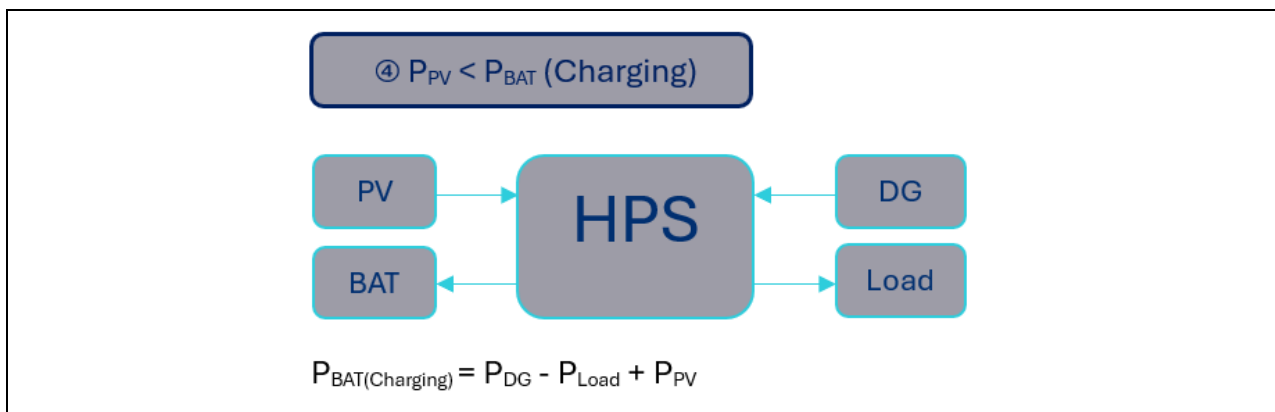 ④ PPV < PBAT (Charging)
PV
HPS
DG
BAT
Load
PBAT(Charging) = PDG - PLoad + PPV